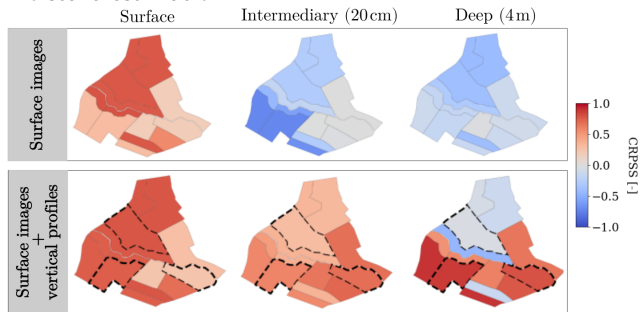 Surface
Intermediary (20 cm)
Deep (4 m)
Surface images
1.0
0.5
0.0
−0.5
−1.0
CRPSS [-]
Surface images
+
vertical profiles